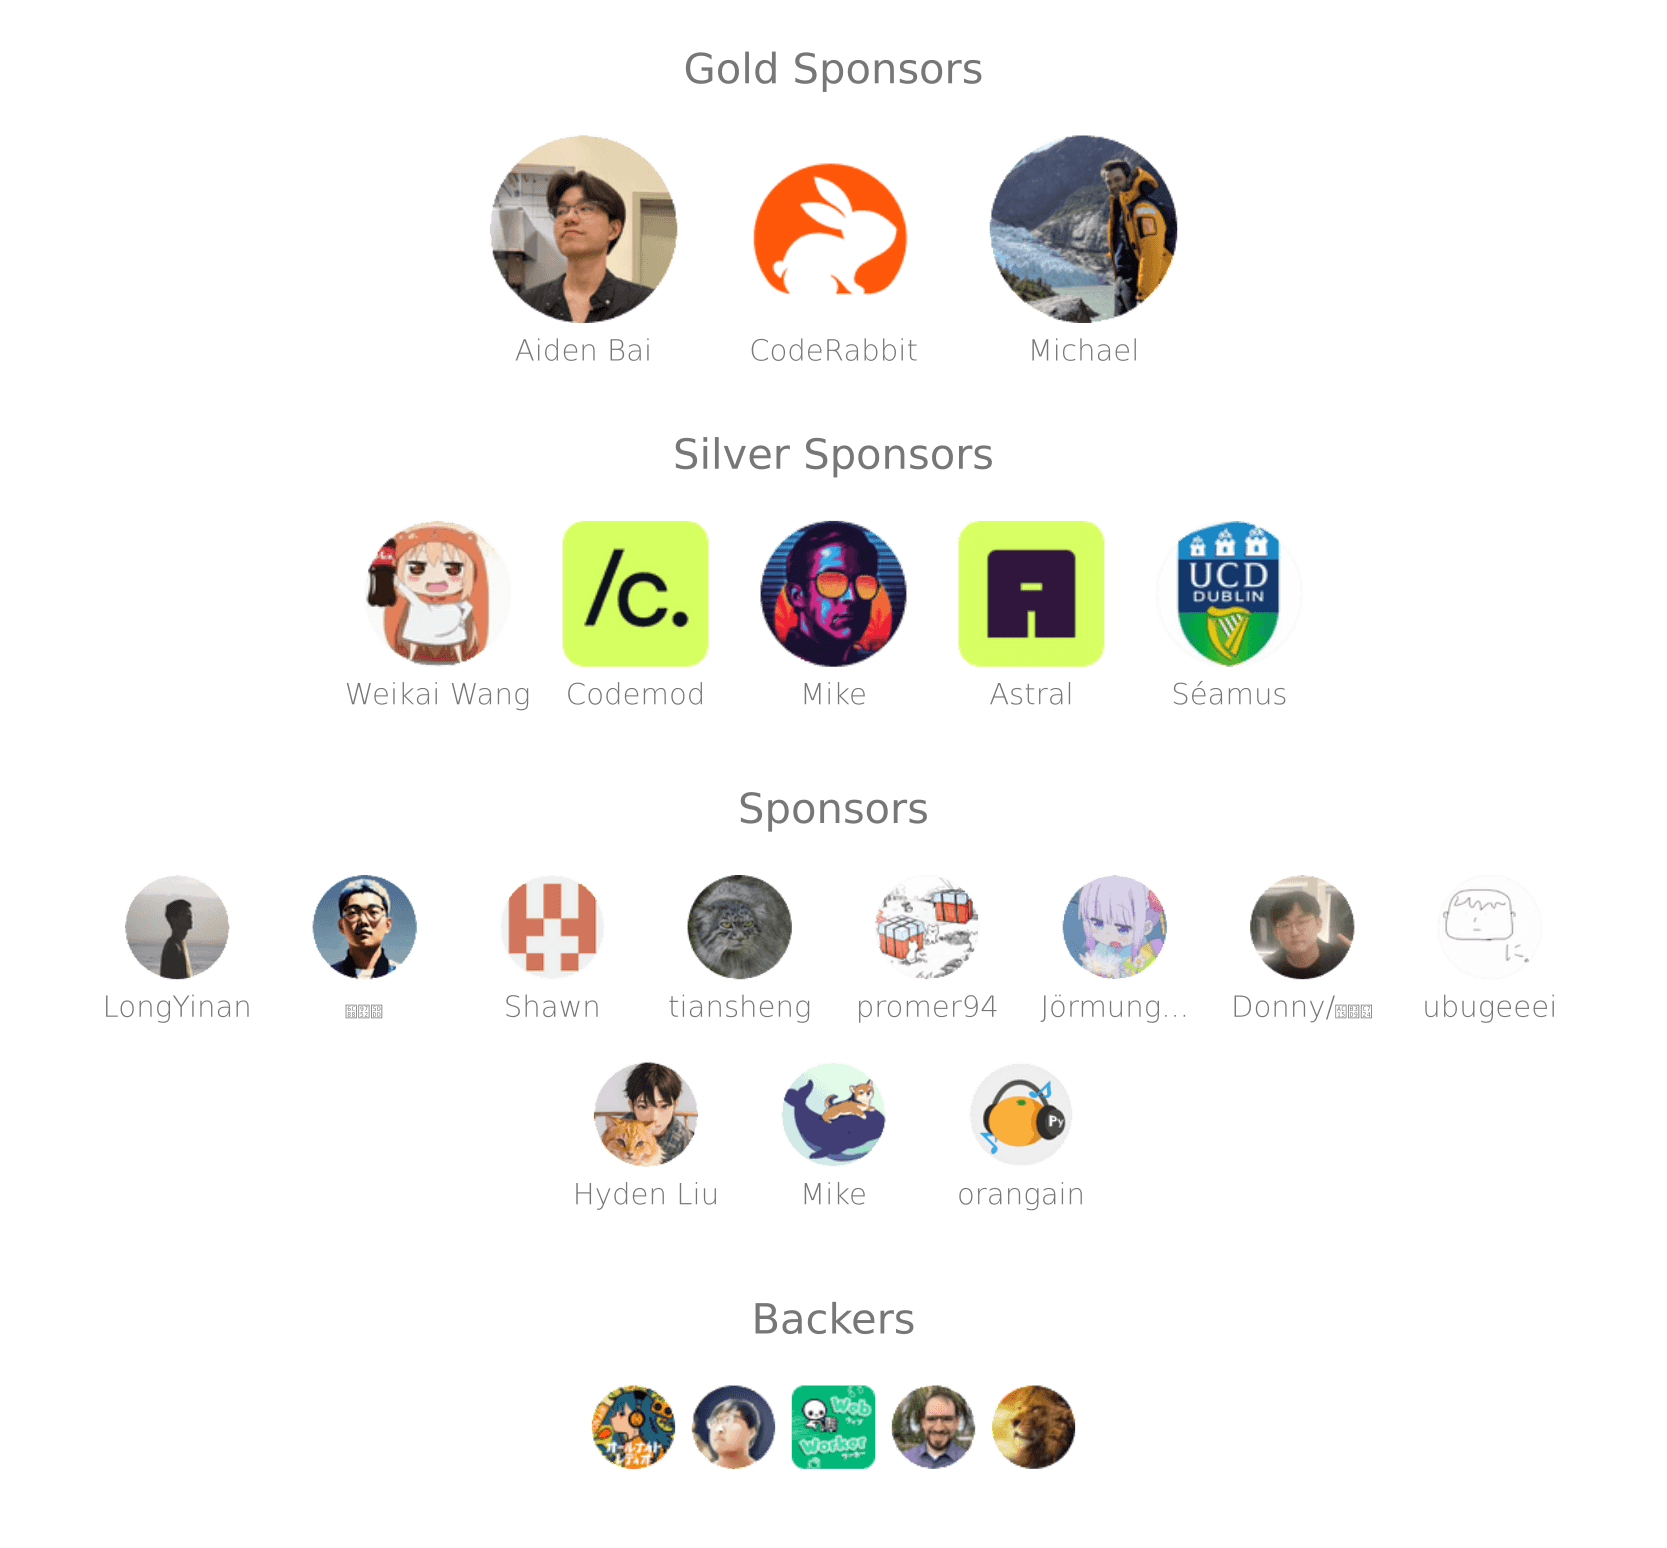 Gold Sponsors
Aiden Bai
CodeRabbit
Michael
Silver Sponsors
/c.
A
UCD
DUBLIN
Weikai Wang
Codemod
Mike
Astral
Séamus
Sponsors
LongYinan
Shawn
tiansheng
promer94
Jörmung...
Donny/
ubugeeei
Py
Hyden Liu
Mike
orangain
Backers
オールナイト
レディオ
Web
Worker